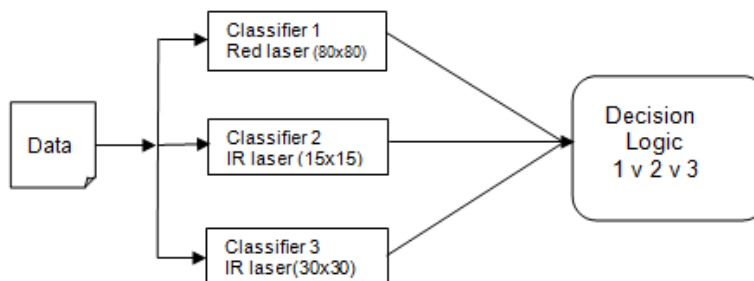 Data
Classifier 1
Red laser (80x80)
Classifier 2
IR laser (15x15)
Classifier 3
IR laser(30x30)
Decision
Logic
1 v 2 v 3